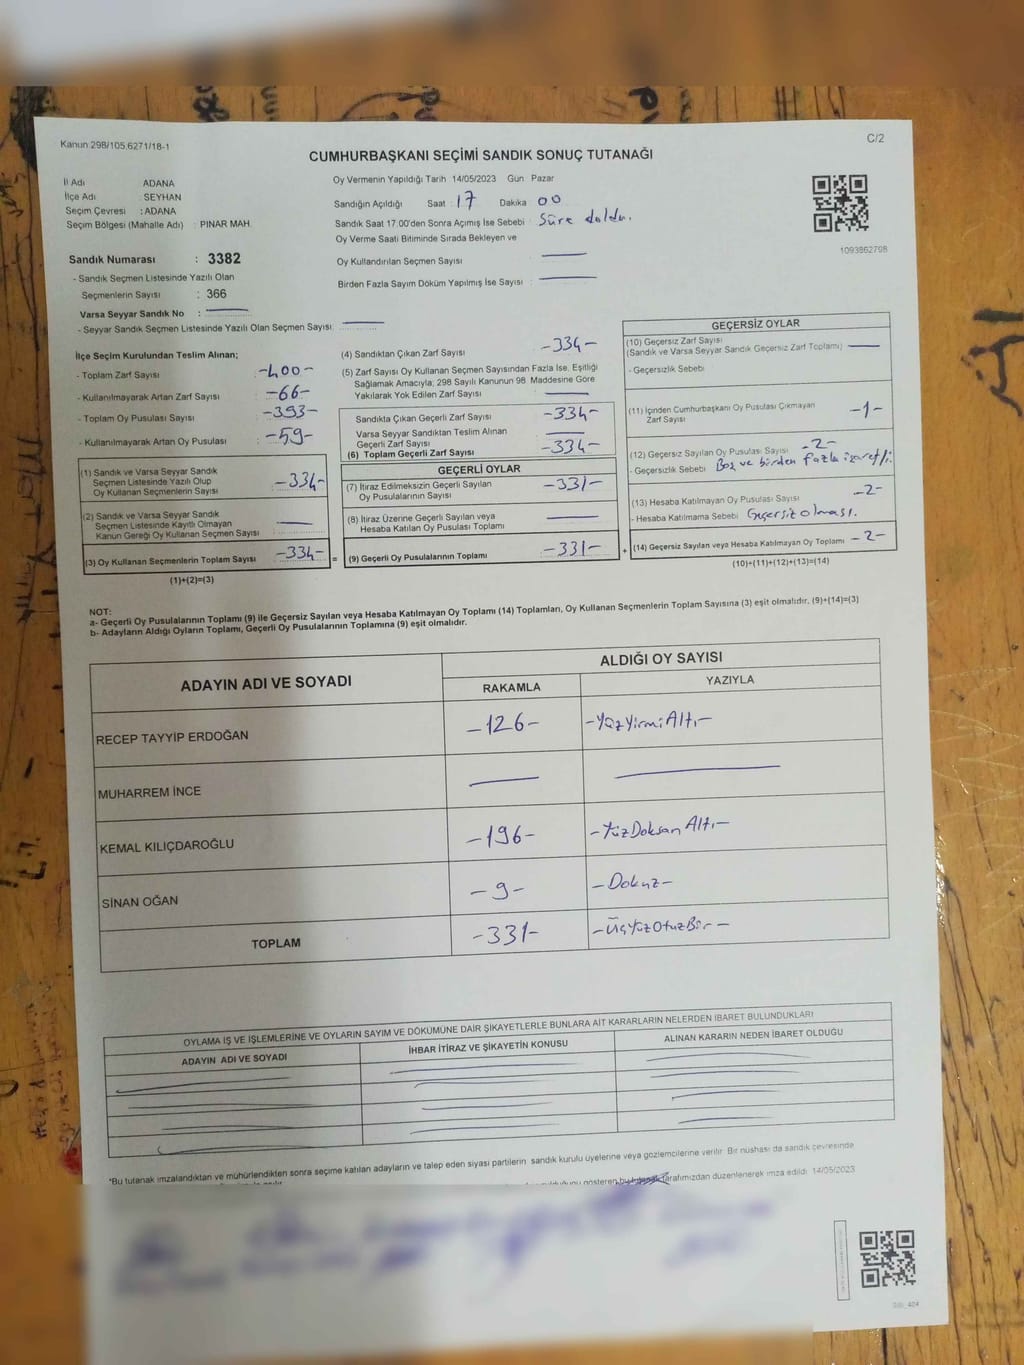 Kanun 298/105,6271/18-1
C/2
CUMHURBAŞKANI SEÇİMİ SANDIK SONUÇ TUTANAĞI
İl Adı ADANA
İlçe Adı SEYHAN
Seçim Çevresi : ADANA
Seçim Bölgesi (Mahalle Adı) : PINAR MAH.
Sandık Numarası : 3382
- Sandık Seçmen Listesinde Yazılı Olan
Seçmenlerin Sayısı : 366
Varsa Seyyar Sandık No :
- Seyyar Sandık Seçmen Listesinde Yazılı Olan Seçmen Sayısı:
Oy Vermenin Yapıldığı Tarih 14/05/2023 Gün Pazar
Sandığın Açıldığı Saat : 17 Dakika 00
Sandık Saat 17.00'den Sonra Açımış İse Sebebi : Süre doldu.
Oy Verme Saati Bitiminde Sırada Bekleyen ve
Oy Kullandırılan Seçmen Sayısı :
Birden Fazla Sayım Döküm Yapılmış İse Sayısı :
1093862798
İlçe Seçim Kurulundan Teslim Alınan;
- Toplam Zarf Sayısı : -400-
- Kullanılmayarak Artan Zarf Sayısı : -66-
- Toplam Oy Pusulası Sayısı : -393-
- Kullanılmayarak Artan Oy Pusulası : -59-
(1) Sandık ve Varsa Seyyar Sandık
Seçmen Listesinde Yazılı Olup
Oy Kullanan Seçmenlerin Sayısı -334-
(2) Sandık ve Varsa Seyyar Sandık
Seçmen Listesinde Kayıtlı Olmayan
Kanun Gereği Oy Kullanan Seçmen Sayısı
(3) Oy Kullanan Seçmenlerin Toplam Sayısı -334- =
(1)+(2)=(3)
(4) Sandıktan Çıkan Zarf Sayısı -334-
(5) Zarf Sayısı Oy Kullanan Seçmen Sayısından Fazla İse, Eşitliği
Sağlamak Amacıyla; 298 Sayılı Kanunun 98. Maddesine Göre
Yakılarak Yok Edilen Zarf Sayısı
Sandıkta Çıkan Geçerli Zarf Sayısı -334-
Varsa Seyyar Sandıktan Teslim Alınan
Geçerli Zarf Sayısı
(6) Toplam Geçerli Zarf Sayısı -334-
GEÇERLİ OYLAR
(7) İtiraz Edilmeksizin Geçerli Sayılan
Oy Pusulalarının Sayısı -331-
(8) İtiraz Üzerine Geçerli Sayılan veya
Hesaba Katılan Oy Pusulası Toplamı
(9) Geçerli Oy Pusulalarının Toplamı -331- +
GEÇERSİZ OYLAR
(10) Geçersiz Zarf Sayısı
(Sandık ve Varsa Seyyar Sandık Geçersiz Zarf Toplamı)
- Geçersizlik Sebebi
(11) İçinden Cumhurbaşkanı Oy Pusulası Çıkmayan
Zarf Sayısı -1-
(12) Geçersiz Sayılan Oy Pusulası Sayısı -2-
- Geçersizlik Sebebi Boş ve birden fazla işaretli.
(13) Hesaba Katılmayan Oy Pusulası Sayısı -2-
- Hesaba Katılmama Sebebi Geçersiz olması.
(14) Geçersiz Sayılan veya Hesaba Katılmayan Oy Toplamı -2-
(10)+(11)+(12)+(13)=(14)
NOT:
a- Geçerli Oy Pusulalarının Toplamı (9) ile Geçersiz Sayılan veya Hesaba Katılmayan Oy Toplamı (14) Toplamları, Oy Kullanan Seçmenlerin Toplam Sayısına (3) eşit olmalıdır, (9)+(14)=(3)
b- Adayların Aldığı Oyların Toplamı, Geçerli Oy Pusulalarının Toplamına (9) eşit olmalıdır.
ADAYIN ADI VE SOYADI ALDIĞI OY SAYISI
RAKAMLA YAZIYLA
RECEP TAYYİP ERDOĞAN -126- -YüzYirmiAltı-
MUHARREM İNCE
KEMAL KILIÇDAROĞLU -196- -YüzDoksanAltı-
SİNAN OĞAN -9- -Dokuz-
TOPLAM -331- -ÜçYüzOtuzBir-
OYLAMA İŞ VE İŞLEMLERİNE VE OYLARIN SAYIM VE DÖKÜMÜNE DAİR ŞİKAYETLERLE BUNLARA AİT KARARLARIN NELERDEN İBARET BULUNDUKLARI
ADAYIN ADI VE SOYADI İHBAR İTİRAZ VE ŞİKAYETİN KONUSU ALINAN KARARIN NEDEN İBARET OLDUĞU
*Bu tutanak imzalandıktan ve mühürlendikten sonra seçime katılan adayların ve talep eden siyasi partilerin sandık kurulu üyelerine veya gözlemcilerine verilir. Bir nüshası da sandık çevresinde
gösteren bu tutanak tarafımızdan düzenlenerek imza edildi. 14/05/2023